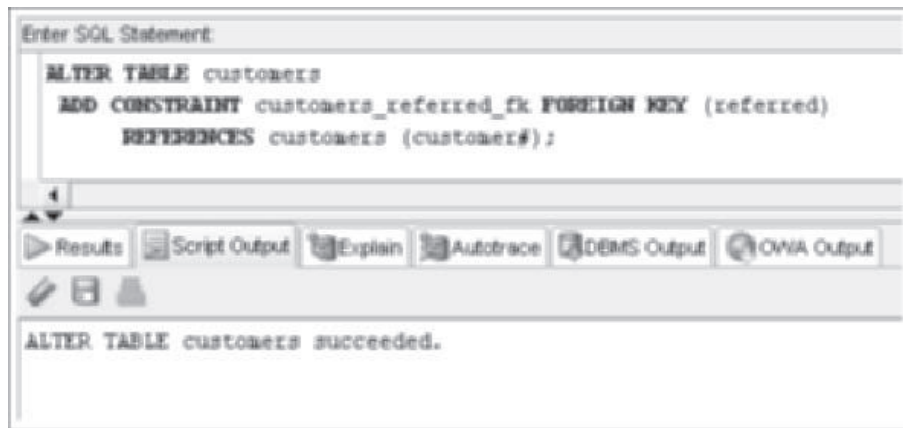 Enter SQL Statement:
ALTER TABLE customers
ADD CONSTRAINT customers_referred_fk FOREIGN KEY (referred)
REFERENCES customers (customer#);
Results Script Output Explain Autotrace DBMS Output OWA Output
ALTER TABLE customers succeeded.